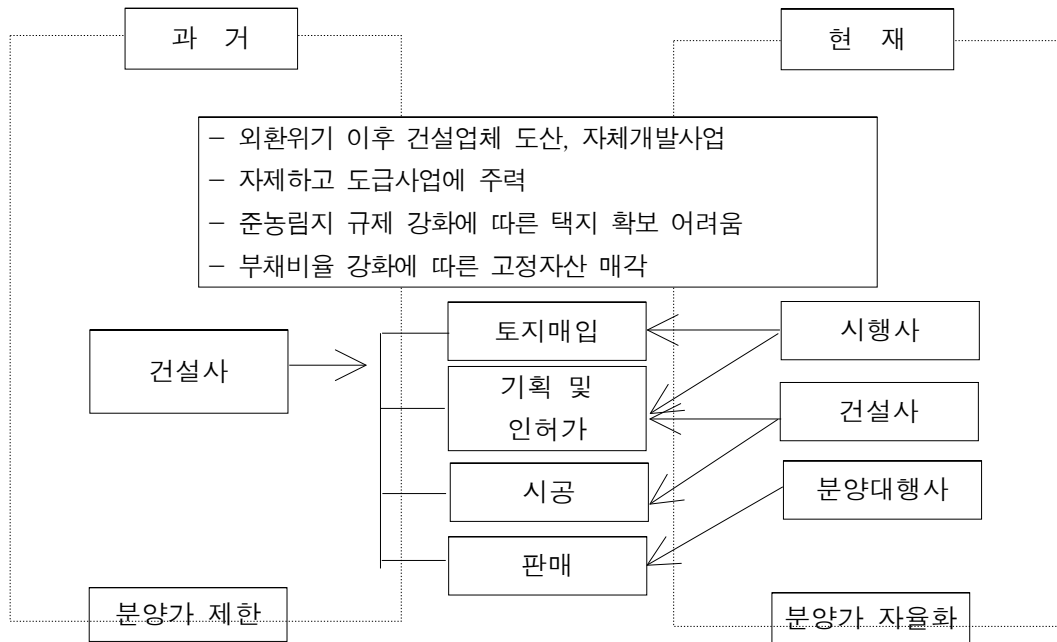 과 거
현 재
– 외환위기 이후 건설업체 도산, 자체개발사업
– 자제하고 도급사업에 주력
– 준농림지 규제 강화에 따른 택지 확보 어려움
– 부채비율 강화에 따른 고정자산 매각
건설사
토지매입
기획 및
인허가
시공
판매
시행사
건설사
분양대행사
분양가 제한
분양가 자율화